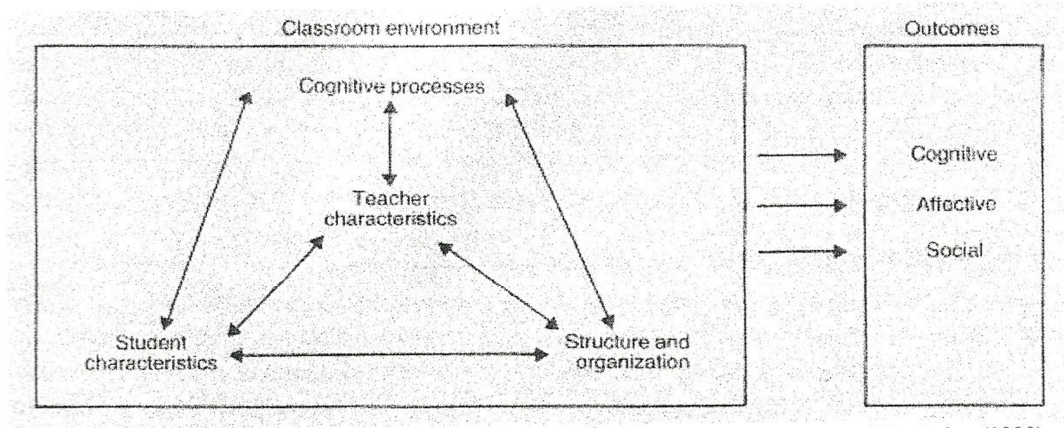 Classroom environment
Outcomes
Cognitive processes
Teacher
characteristics
Student
characteristics
Structure and
organization
Cognitive
Affective
Social